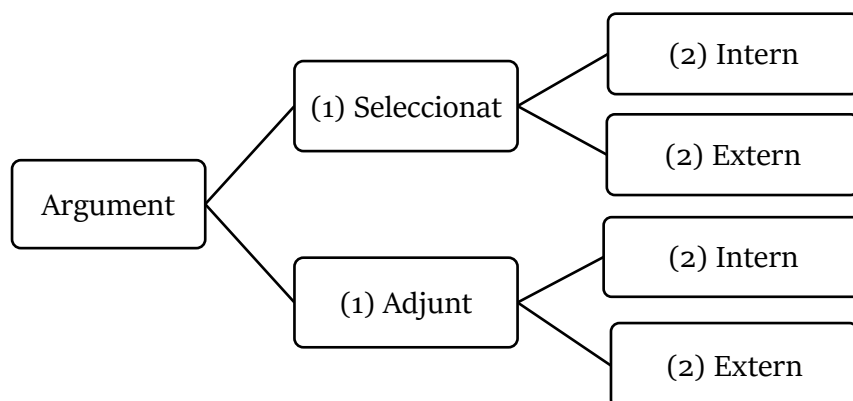 (2) Intern
(1) Seleccionat
(2) Extern
Argument
(2) Intern
(1) Adjunt
(2) Extern